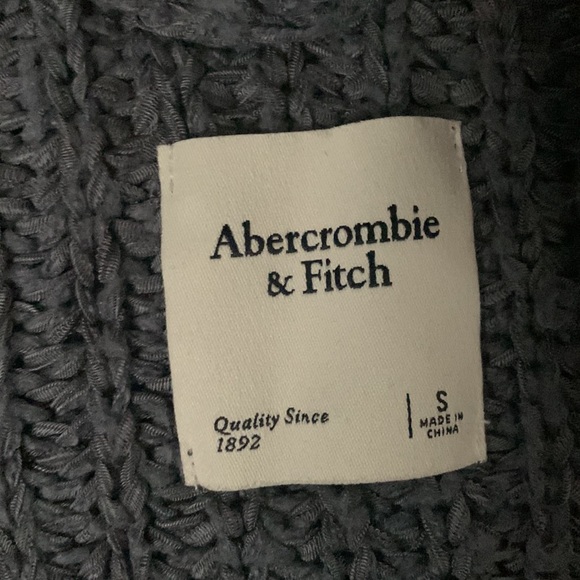 Abercrombie
& Fitch
Quality Since
1892
S
MADE IN
CHINA